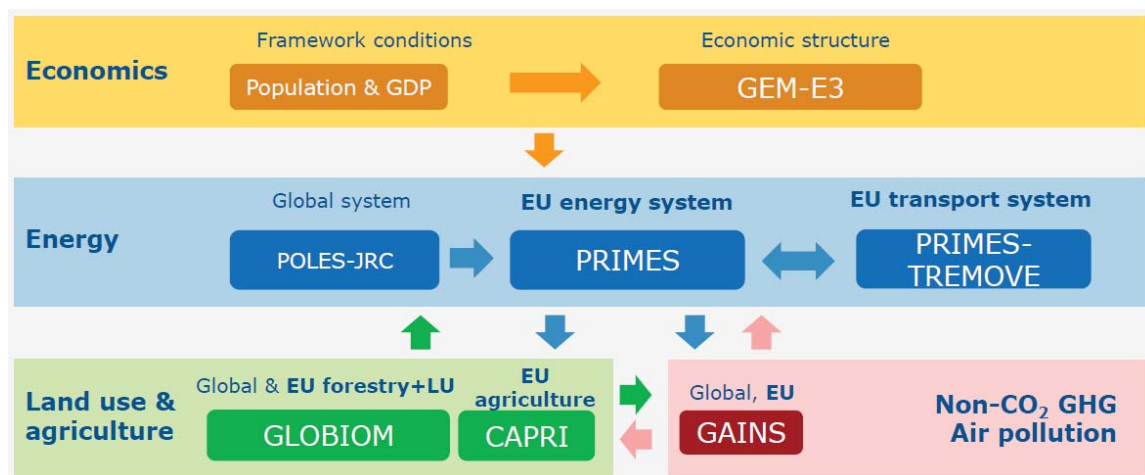 Framework conditions
Economic structure
Economics
Population & GDP
GEM-E3
Global system
EU energy system
EU transport system
Energy
POLES-JRC
PRIMES
PRIMES-
TREMOVE
Global & EU forestry+LU
EU
agriculture
Global, EU
Land use &
agriculture
GLOBIOM
CAPRI
GAINS
Non-CO₂ GHG
Air pollution